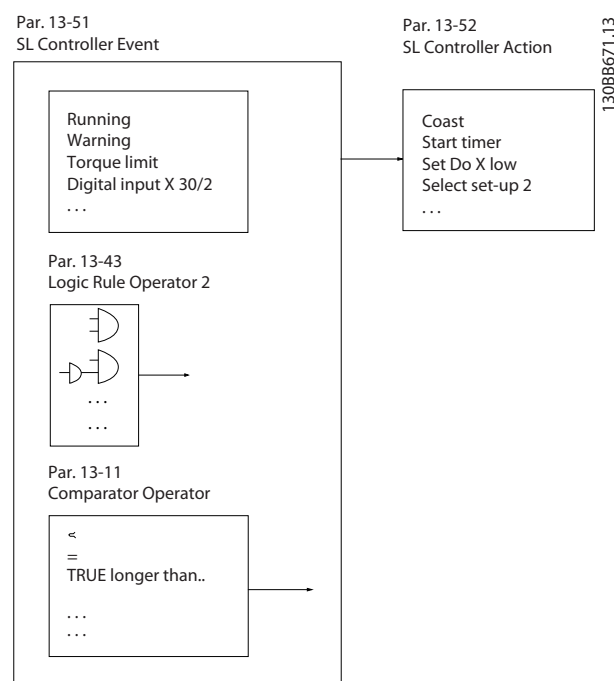 Par. 13-51
SL Controller Event
Par. 13-52
SL Controller Action
130BB671.13
Running
Warning
Torque limit
Digital input X 30/2
. . .
Coast
Start timer
Set Do X low
Select set-up 2
. . .
Par. 13-43
Logic Rule Operator 2
. . .
. . .
Par. 13-11
Comparator Operator
=
TRUE longer than..
. . .
. . .